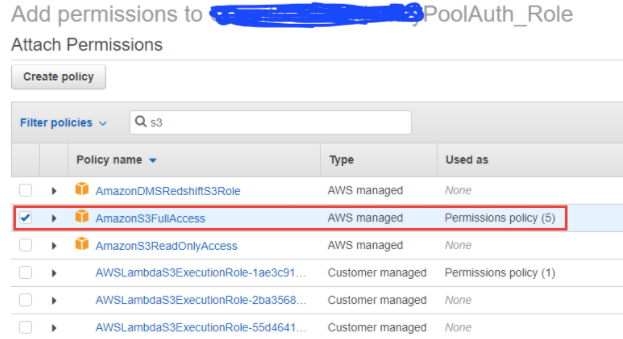 Add permissions to PoolAuth_Role
Attach Permissions
Create policy
Filter policies s3
Policy name Type Used as
AmazonDMSRedshiftS3Role AWS managed None
AmazonS3FullAccess AWS managed Permissions policy (5)
AmazonS3ReadOnlyAccess AWS managed None
AWSLambdaS3ExecutionRole-1ae3c91... Customer managed Permissions policy (1)
AWSLambdaS3ExecutionRole-2ba3568... Customer managed None
AWSLambdaS3ExecutionRole-55d4641... Customer managed None